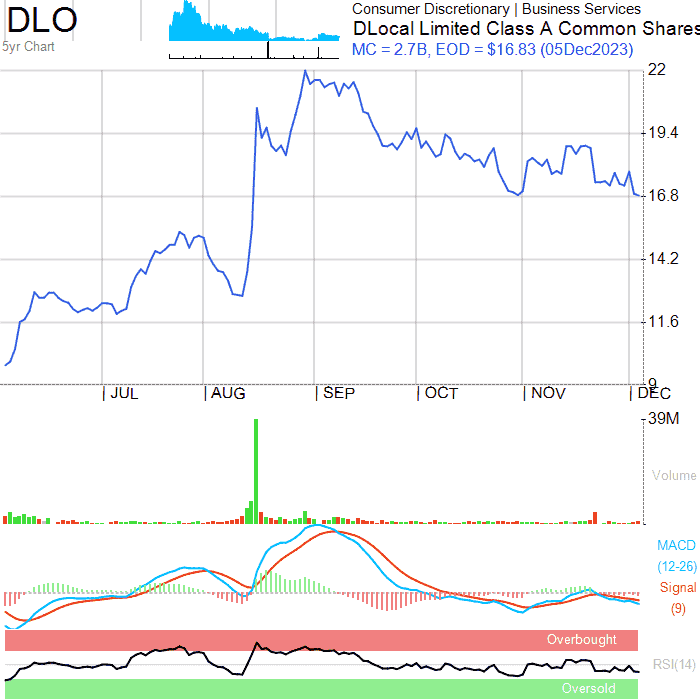 DLO
5yr Chart
Consumer Discretionary | Business Services
DLocal Limited Class A Common Shares
MC = 2.7B, EOD = $16.83 (05Dec2023)
22
19.4
16.8
14.2
11.6
9
| JUL | AUG | SEP | OCT | NOV | DEC
39M
Volume
MACD
(12-26)
Signal
(9)
Overbought
RSI(14)
Oversold